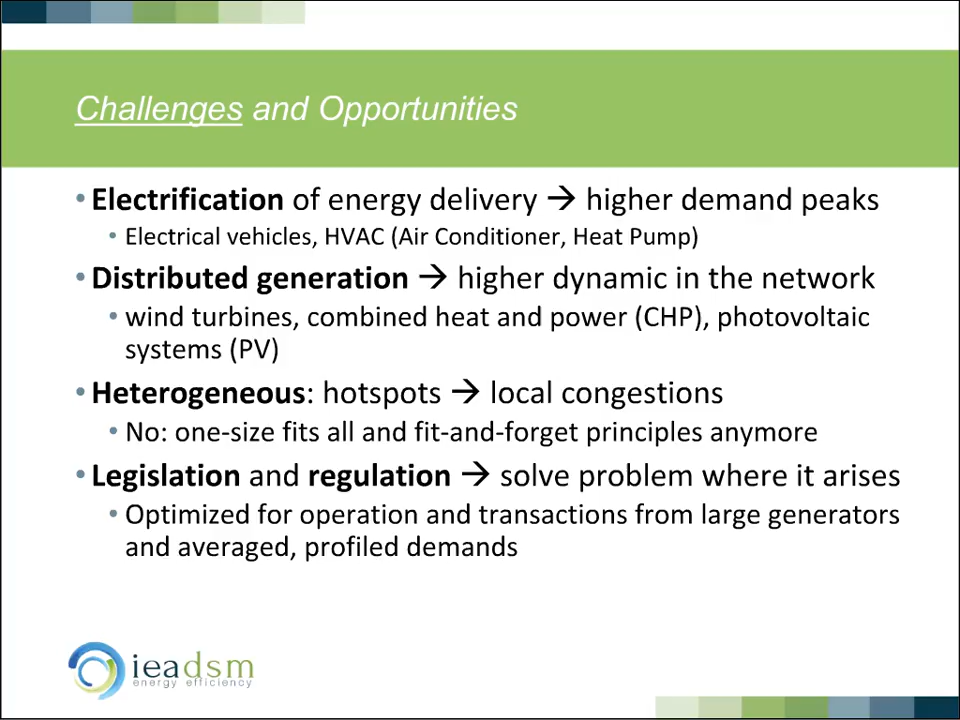 Challenges and Opportunities
• Electrification of energy delivery → higher demand peaks
• Electrical vehicles, HVAC (Air Conditioner, Heat Pump)
• Distributed generation → higher dynamic in the network
• wind turbines, combined heat and power (CHP), photovoltaic
systems (PV)
• Heterogeneous: hotspots → local congestions
• No: one-size fits all and fit-and-forget principles anymore
• Legislation and regulation → solve problem where it arises
• Optimized for operation and transactions from large generators
and averaged, profiled demands
ieadsm
energy efficiency